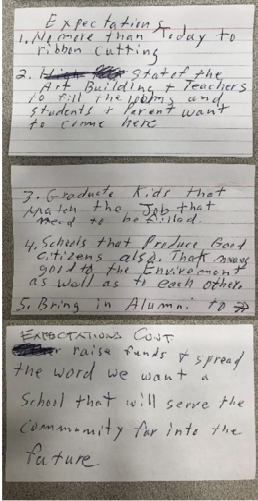 Expectations
1. No more than Today to
ribbon Cutting
2. State of the
Art Building & Teachers
to fill the rooms and
students & Parent want
to come here
3. Graduate Kids that
Match the Job that
need to be filled.
4. Schools that Produce Good
Citizens also. That means
good to the Enviroment
as well as to each other.
5. Bring in Alumni to →
EXPECTATIONS CONT
raise funds & spread
the word we want a
School that will serve the
Community far into the
future